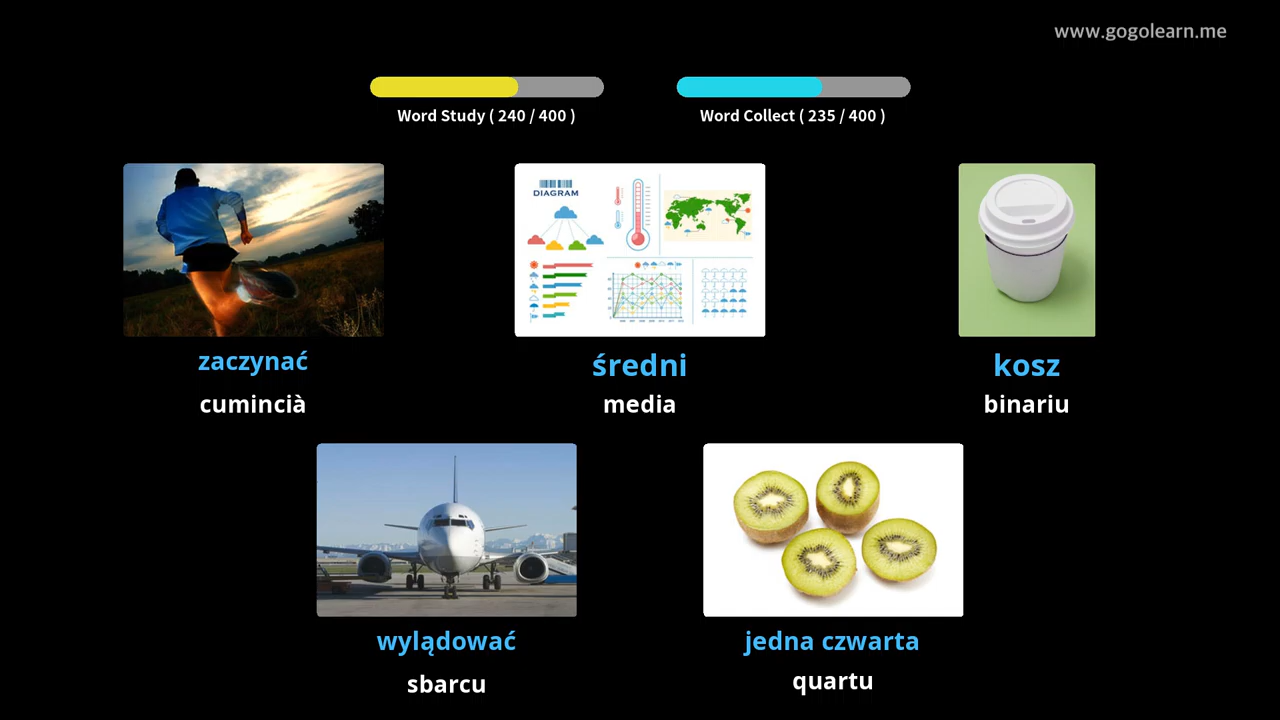 www.gogolearn.me
Word Study ( 240 / 400 )
Word Collect ( 235 / 400 )
DIAGRAM
zaczynać
cumincià
średni
media
kosz
binariu
wylądować
sbarcu
jedna czwarta
quartu